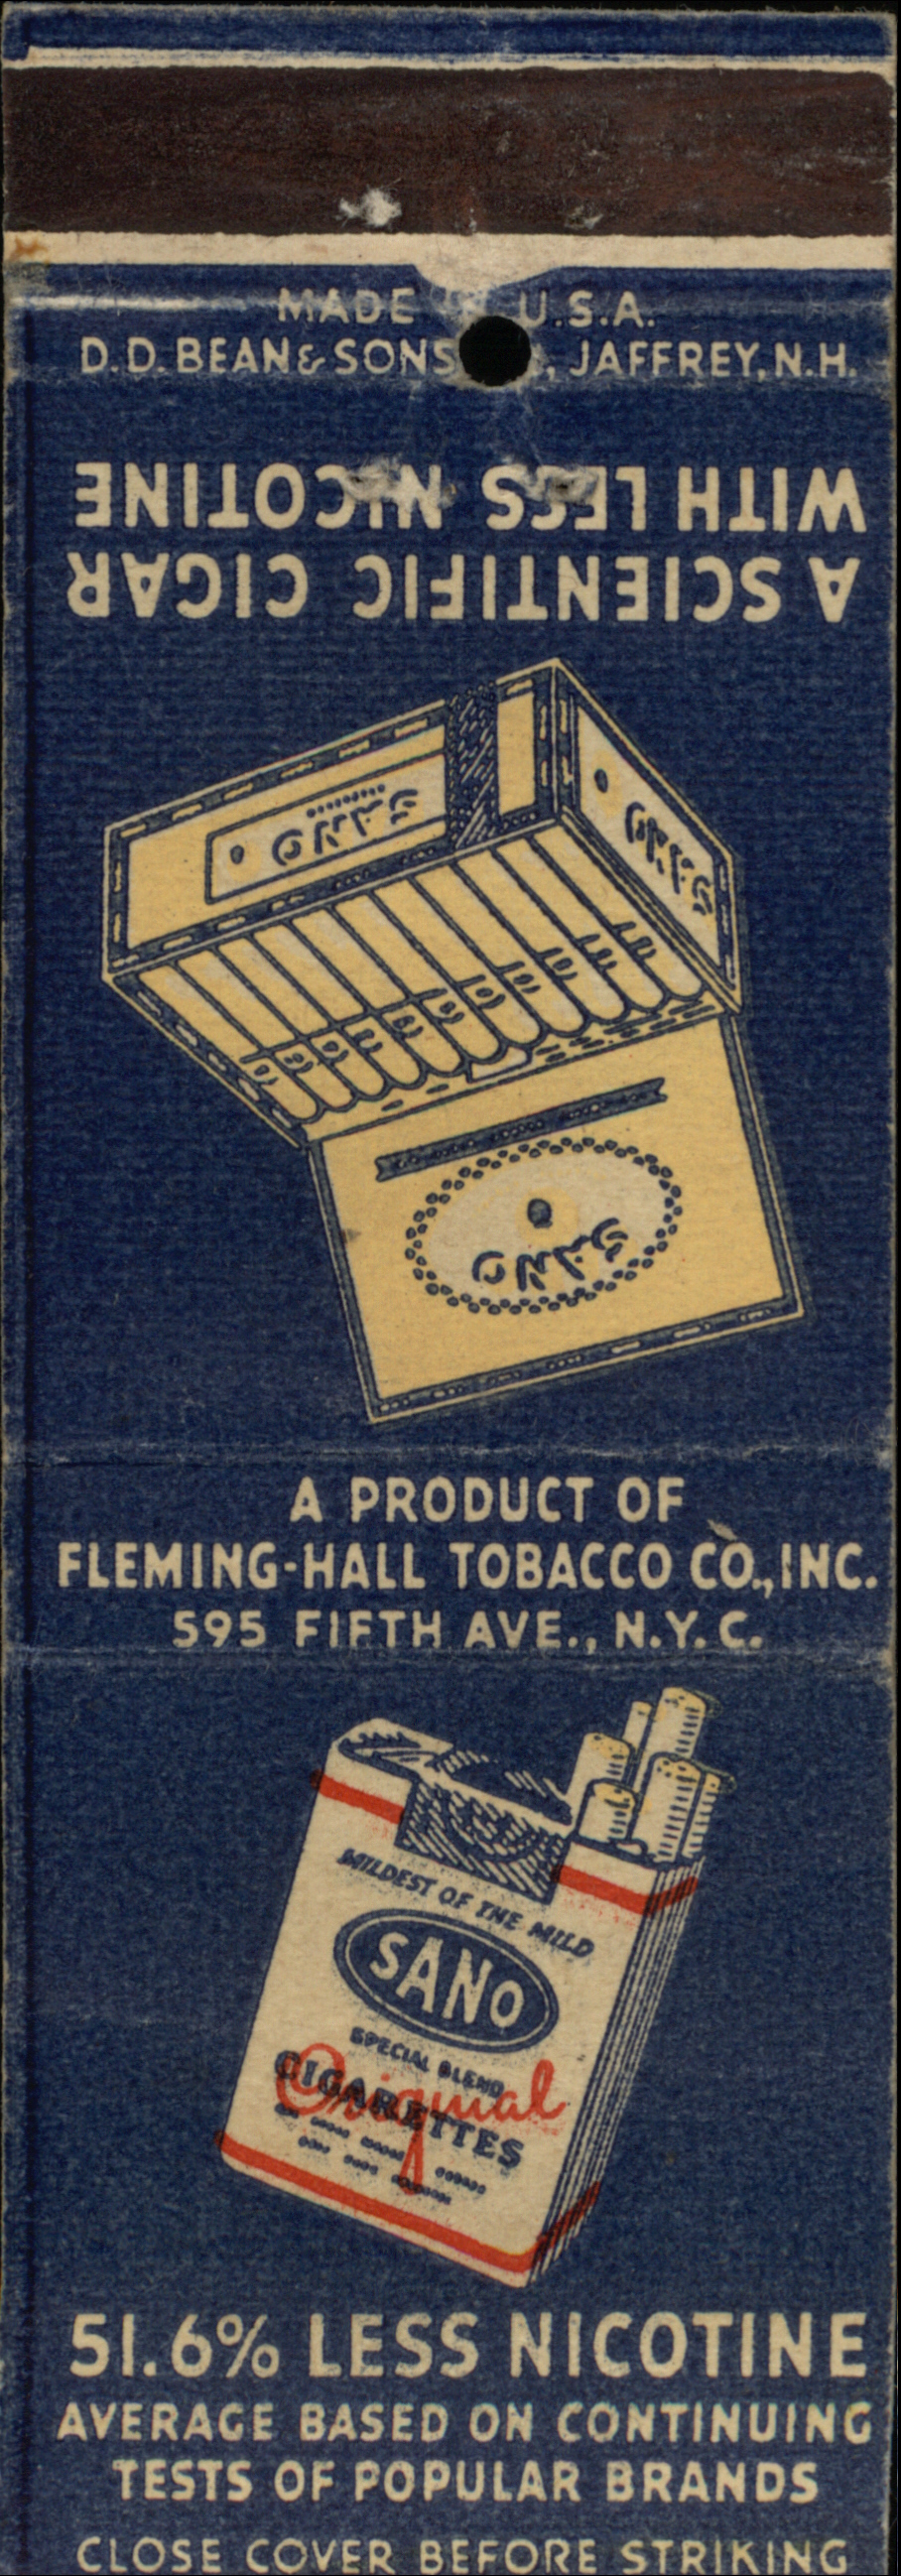 MADE U.S.A.
D.D. BEAN & SONS , JAFFREY, N.H.
A SCIENTIFIC CIGAR
WITH LESS NICOTINE
SANO
SANO
SANO
A PRODUCT OF
FLEMING-HALL TOBACCO CO., INC.
595 FIFTH AVE., N.Y.C.
MILDEST OF THE MILD
SANO
SPECIAL BLEND
Original
CIGARETTES
51.6% LESS NICOTINE
AVERAGE BASED ON CONTINUING
TESTS OF POPULAR BRANDS
CLOSE COVER BEFORE STRIKING